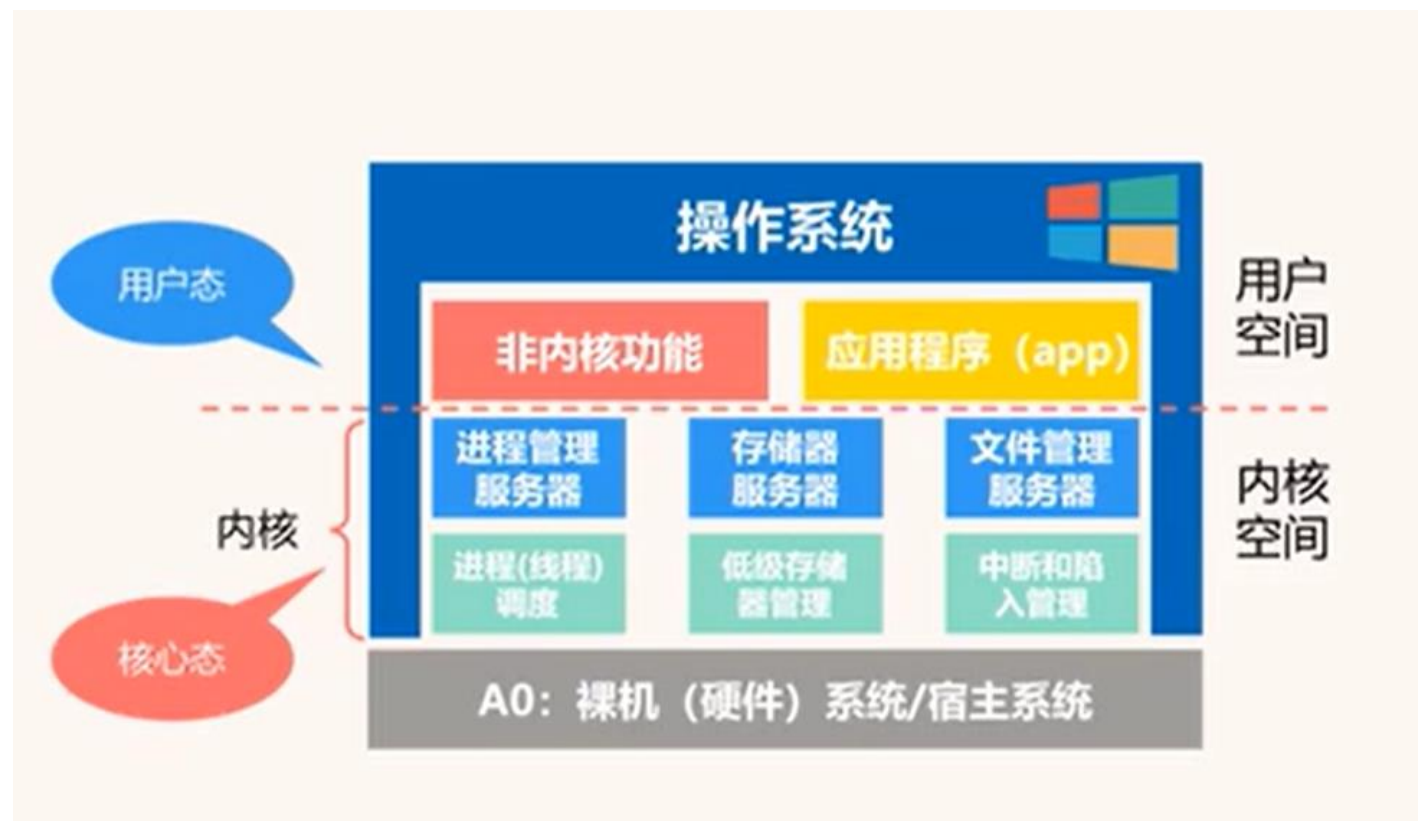 操作系统
用户态
用户
空间
非内核功能
应用程序（app）
进程管理
服务器
存储器
服务器
文件管理
服务器
内核
内核
空间
进程(线程)
调度
低级存储
器管理
中断和陷
入管理
核心态
A0：裸机（硬件）系统/宿主系统